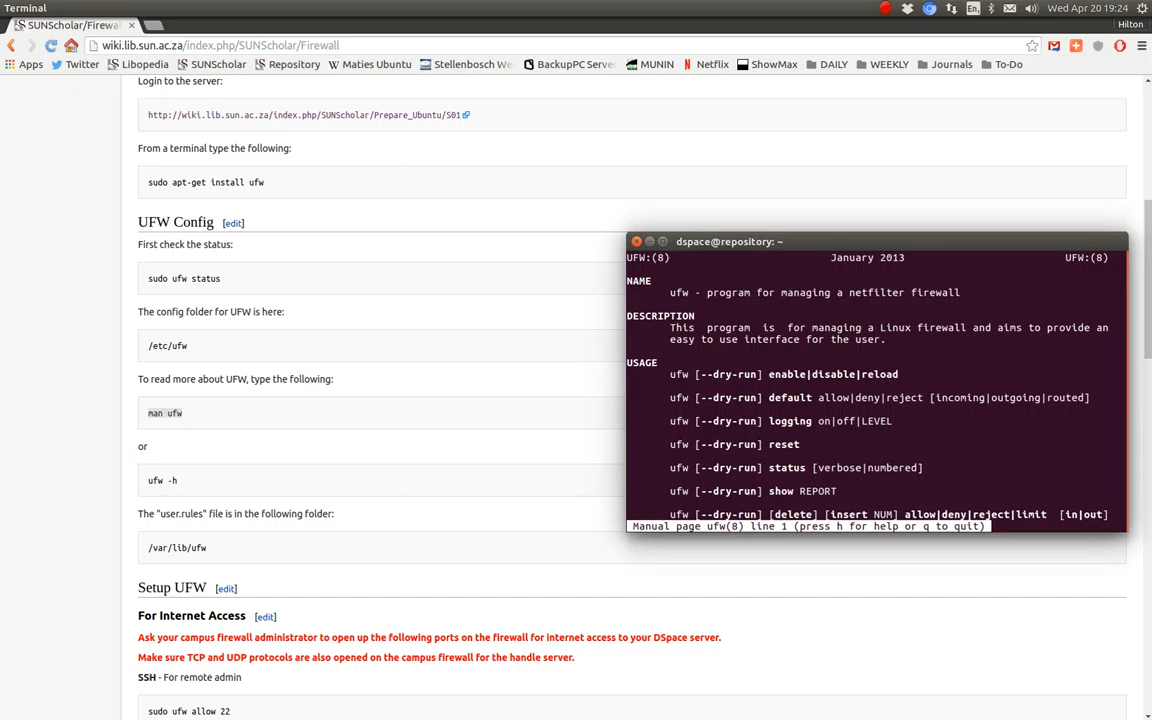 Terminal
En
Wed Apr 20 19:24
SUNScholar/Firewa
Hilton
wiki.lib.sun.ac.za/index.php/SUNScholar/Firewall
Apps
Twitter
Libopedia
SUNScholar
Repository
W Maties Ubuntu
Stellenbosch We
BackupPC Serve
MUNIN
N Netflix
ShowMax
DAILY
WEEKLY
Journals
To-Do
Login to the server:
http://wiki.lib.sun.ac.za/index.php/SUNScholar/Prepare_Ubuntu/S01
From a terminal type the following:
sudo apt-get install ufw
UFW Config [edit]
First check the status:
sudo ufw status
The config folder for UFW is here:
/etc/ufw
To read more about UFW, type the following:
man ufw
or
ufw -h
The "user.rules" file is in the following folder:
/var/lib/ufw
Setup UFW [edit]
For Internet Access [edit]
Ask your campus firewall administrator to open up the following ports on the firewall for internet access to your DSpace server.
Make sure TCP and UDP protocols are also opened on the campus firewall for the handle server.
SSH - For remote admin
sudo ufw allow 22
dspace@repository: ~
UFW:(8) January 2013 UFW:(8)
NAME
ufw - program for managing a netfilter firewall
DESCRIPTION
This program is for managing a Linux firewall and aims to provide an
easy to use interface for the user.
USAGE
ufw [--dry-run] enable|disable|reload
ufw [--dry-run] default allow|deny|reject [incoming|outgoing|routed]
ufw [--dry-run] logging on|off|LEVEL
ufw [--dry-run] reset
ufw [--dry-run] status [verbose|numbered]
ufw [--dry-run] show REPORT
ufw [--dry-run] [delete] [insert NUM] allow|deny|reject|limit [in|out]
Manual page ufw(8) line 1 (press h for help or q to quit)